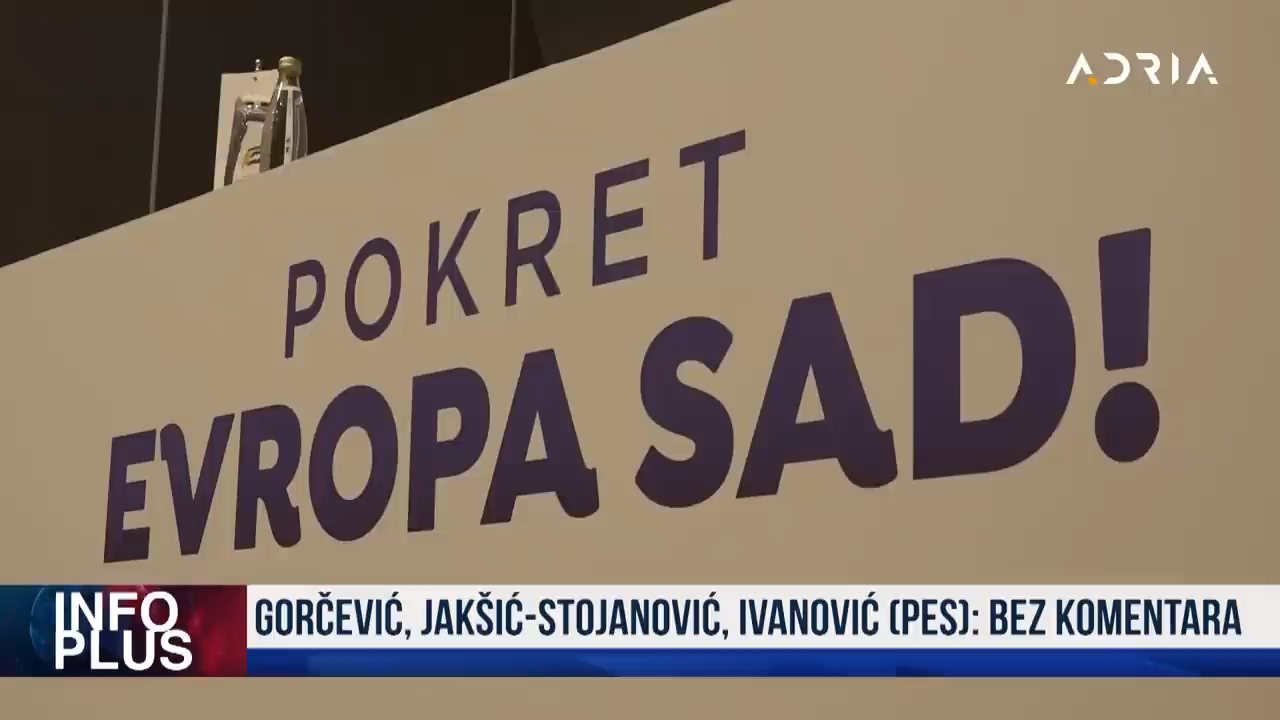 ADRIA
POKRET
EVROPA SAD!
INFO
PLUS
GORČEVIĆ, JAKŠIĆ-STOJANOVIĆ, IVANOVIĆ (PES): BEZ KOMENTARA